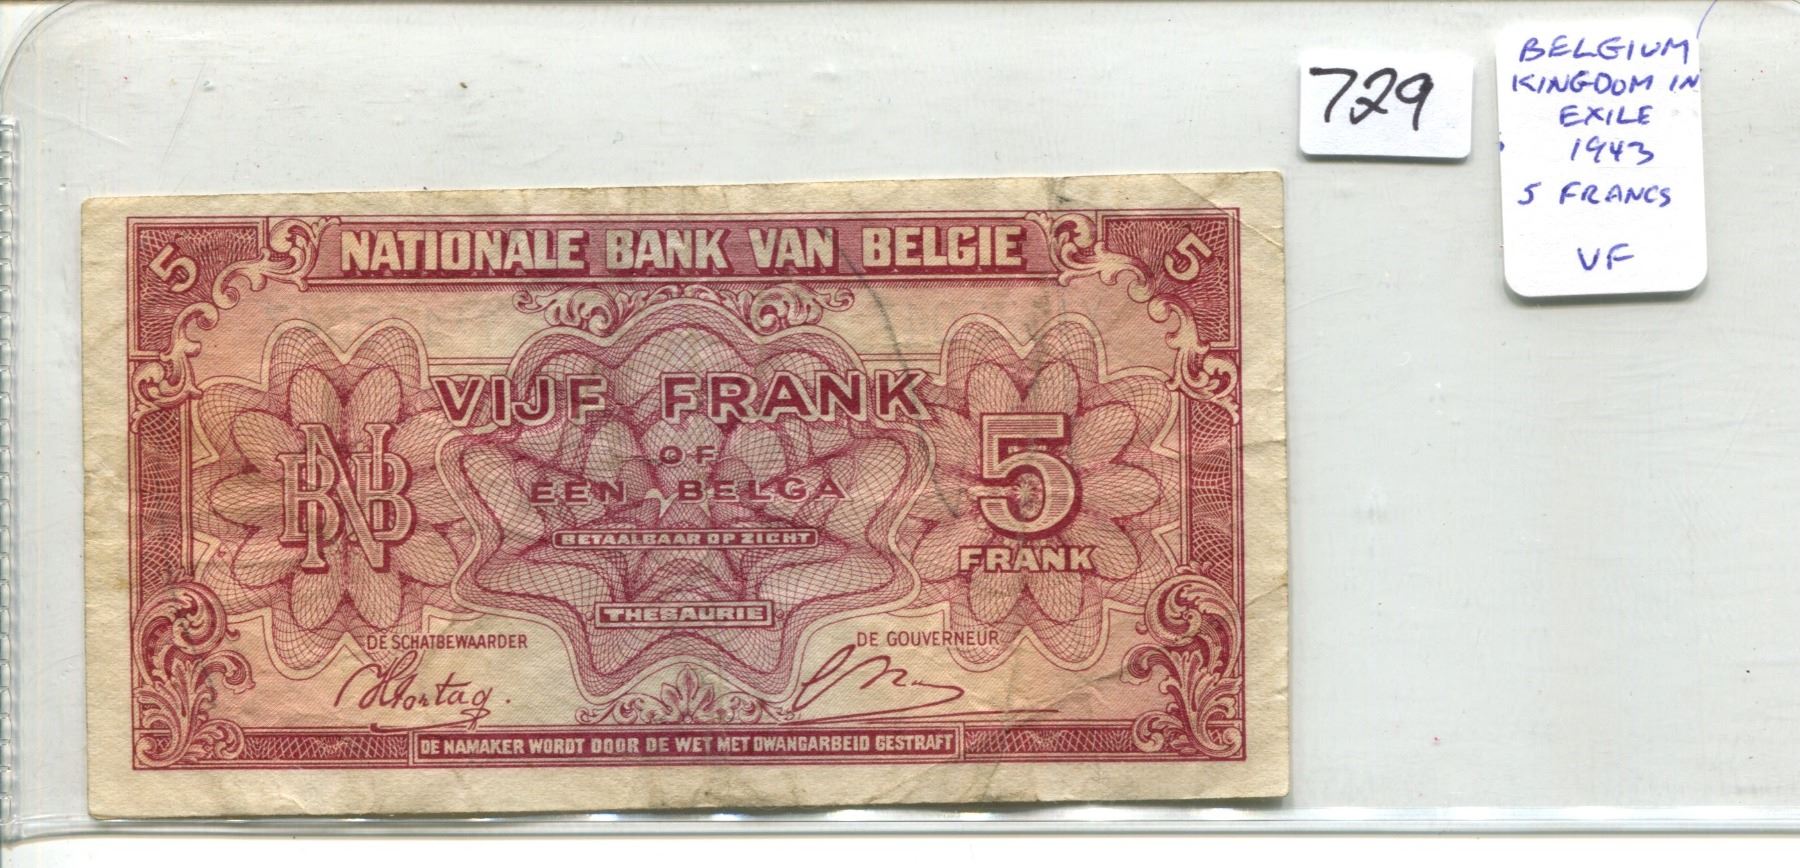 729
BELGIUM
KINGDOM IN
EXILE
1943
5 FRANCS
VF
5 NATIONALE BANK VAN BELGIE 5
VIJF FRANK
OF
EEN BELGA
BETAALBAAR OP ZICHT
BNB
5
FRANK
THESAURIE
DE SCHATBEWAARDER
DE GOUVERNEUR
DE NAMAKER WORDT DOOR DE WET MET DWANGARBEID GESTRAFT